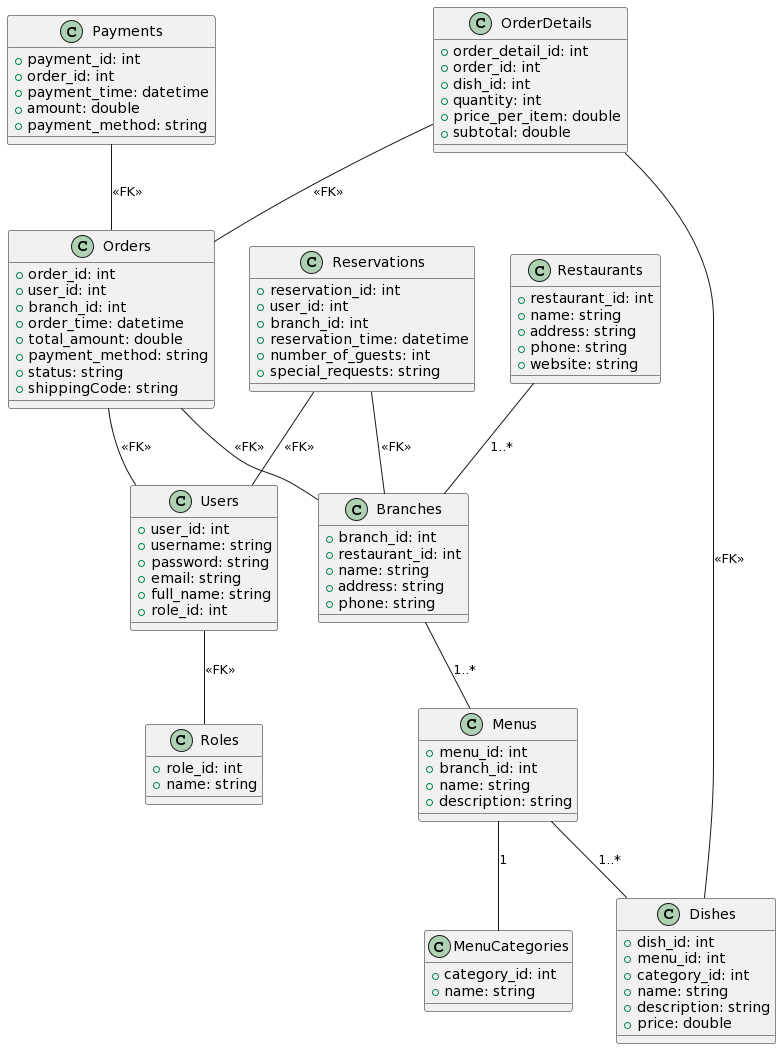 C Payments
payment_id: int
order_id: int
payment_time: datetime
amount: double
payment_method: string
C OrderDetails
order_detail_id: int
order_id: int
dish_id: int
quantity: int
price_per_item: double
subtotal: double
«FK»
«FK»
C Orders
order_id: int
user_id: int
branch_id: int
order_time: datetime
total_amount: double
payment_method: string
status: string
shippingCode: string
C Reservations
reservation_id: int
user_id: int
branch_id: int
reservation_time: datetime
number_of_guests: int
special_requests: string
C Restaurants
restaurant_id: int
name: string
address: string
phone: string
website: string
«FK»
«FK»
«FK»
«FK»
1..*
C Users
user_id: int
username: string
password: string
email: string
full_name: string
role_id: int
C Branches
branch_id: int
restaurant_id: int
name: string
address: string
phone: string
«FK»
«FK»
1..*
C Roles
role_id: int
name: string
C Menus
menu_id: int
branch_id: int
name: string
description: string
1
1..*
C MenuCategories
category_id: int
name: string
C Dishes
dish_id: int
menu_id: int
category_id: int
name: string
description: string
price: double